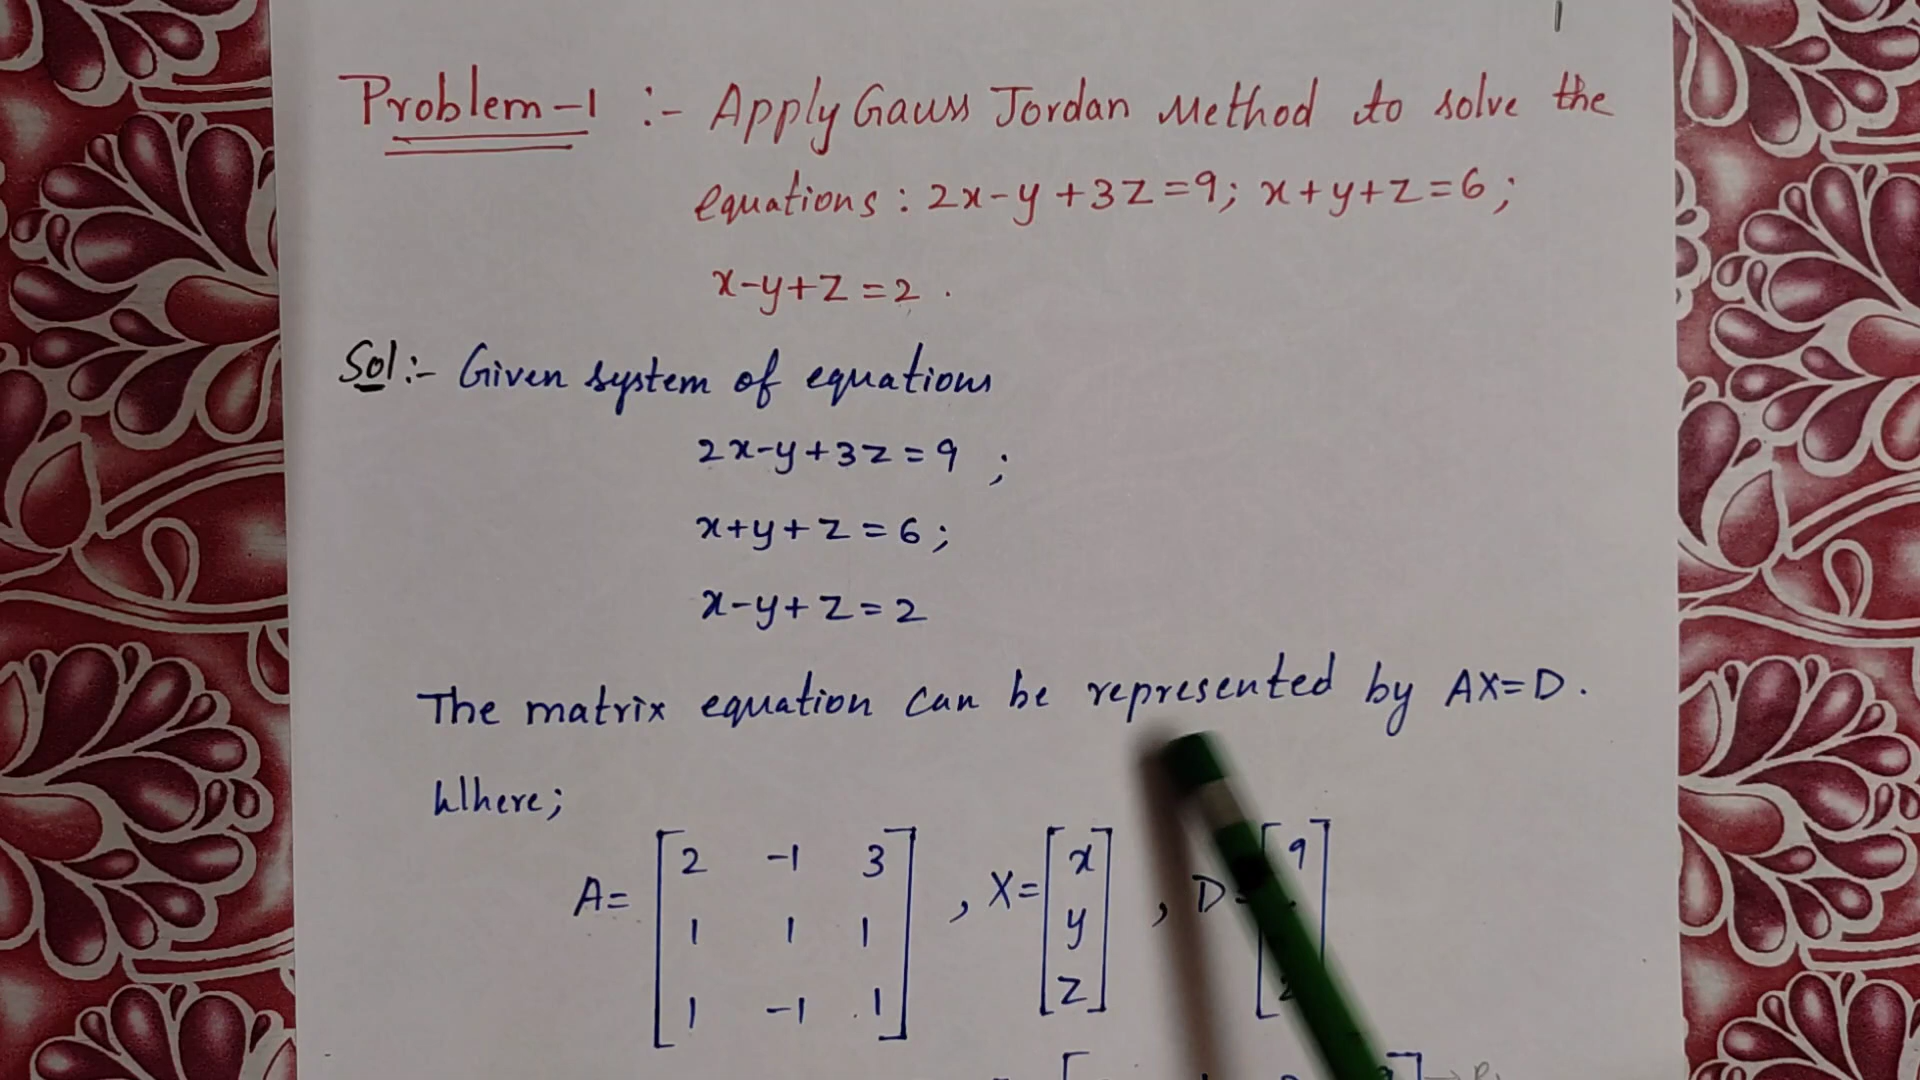 Problem-1 :- Apply Gauss Jordan Method to solve the
equations: 2x-y+3z=9; x+y+z=6;
x-y+z=2.
Sol:- Given system of equations
2x-y+3z=9;
x+y+z=6;
x-y+z=2
The matrix equation can be represented by AX=D.
Where;
A= [2 -1 3], X= [x], D= [9]
[1 1 1] [y]
[1 -1 1] [z] [2]